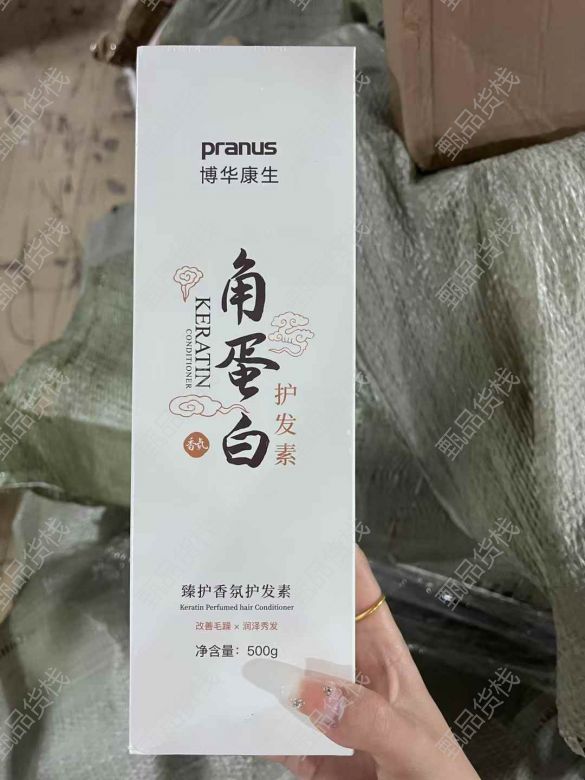 pranus
博华康生
角蛋白
KERATIN
CONDITIONER
护发素
香氛
臻护香氛护发素
Keratin Perfumed hair Conditioner
改善毛躁 × 润泽秀发
净含量：500g
甄品货栈